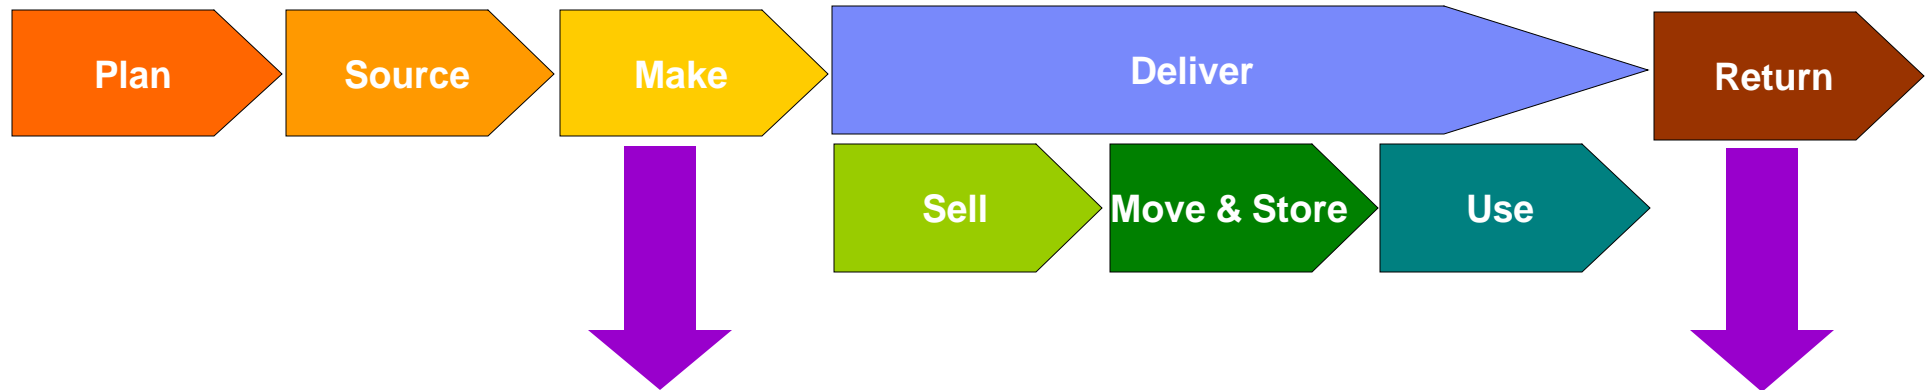 Plan
Source
Make
Deliver
Return
Sell
Move & Store
Use